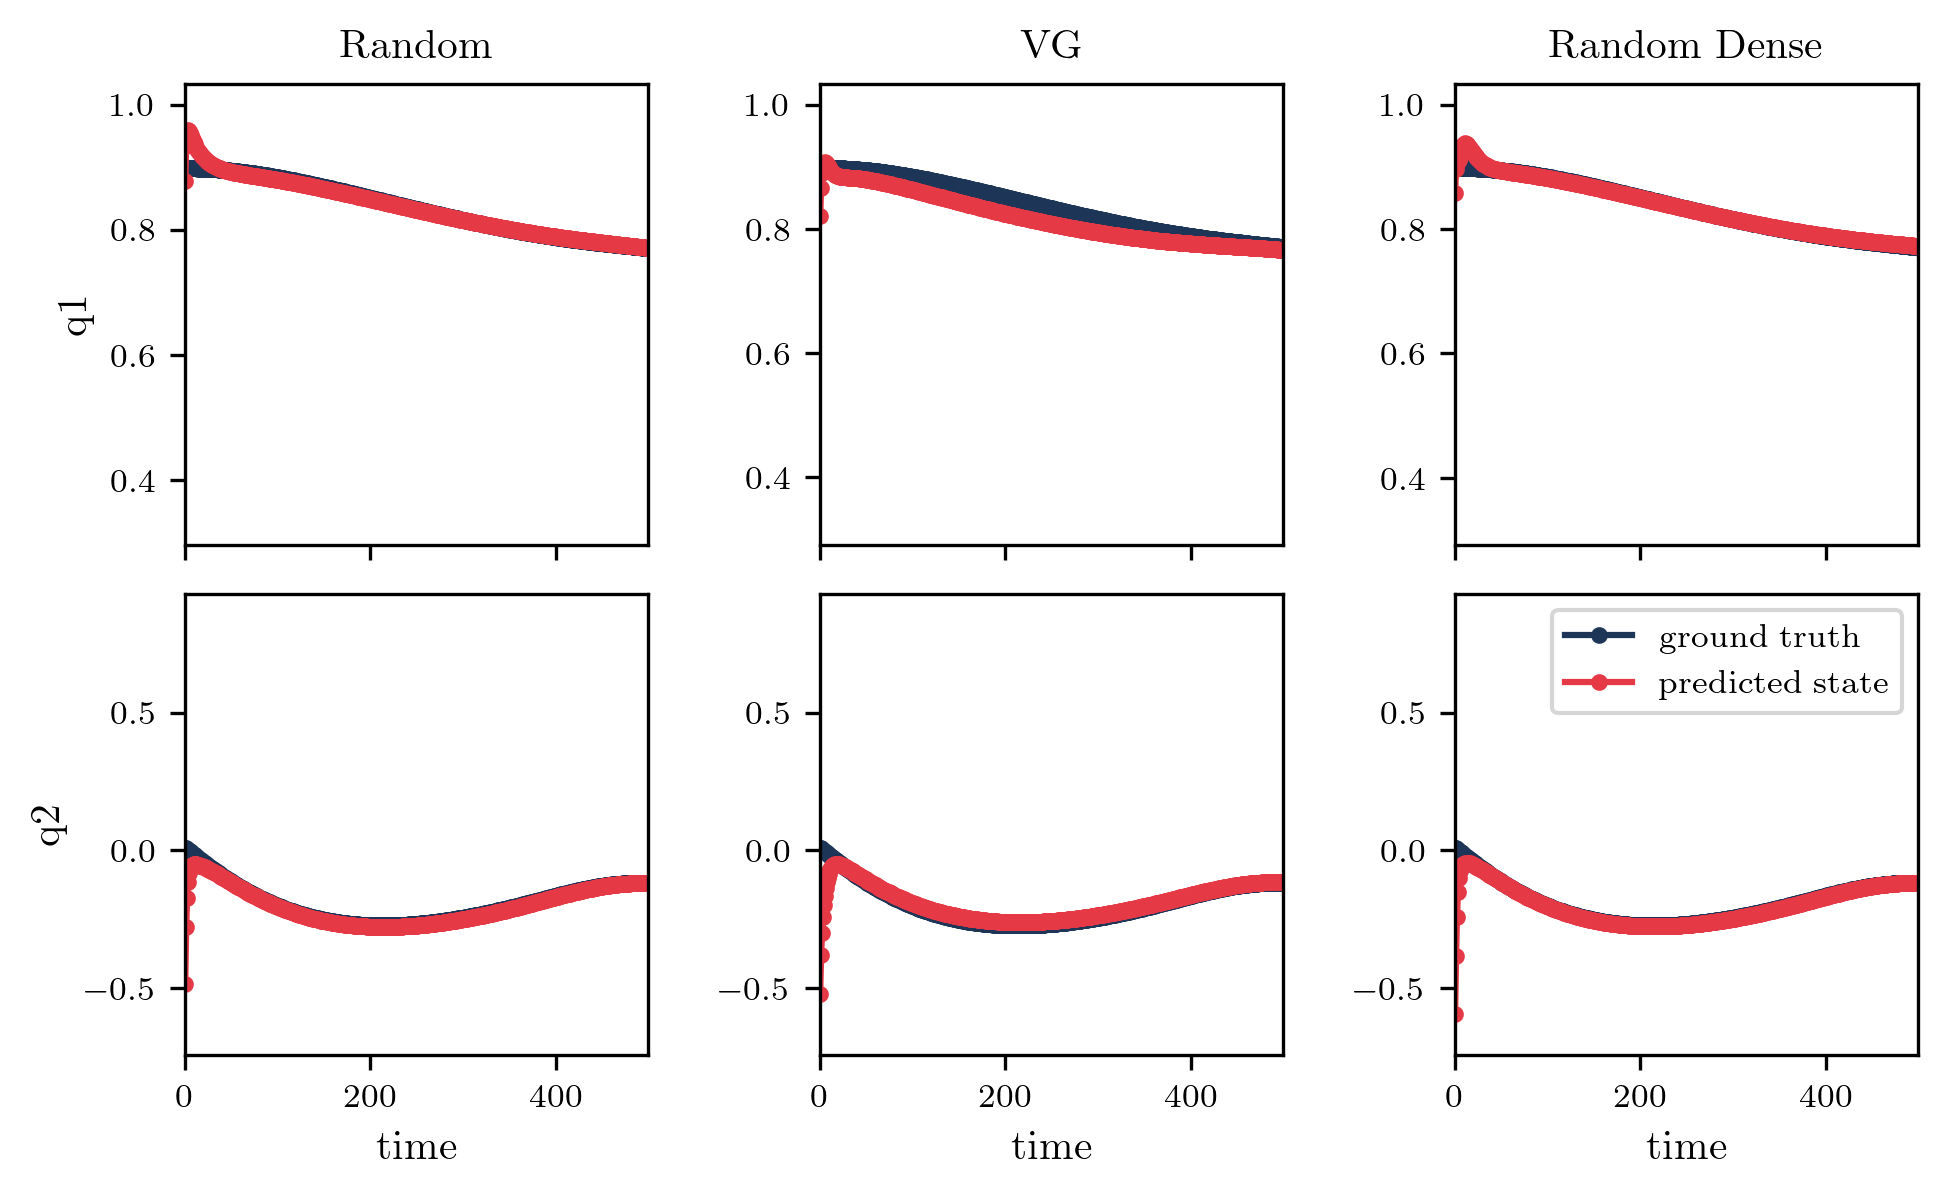 Random VG Random Dense
1.0 1.0 1.0
0.8 0.8 0.8
q1
0.6 0.6 0.6
0.4 0.4 0.4
ground truth
predicted state
0.5 0.5 0.5
q2
0.0 0.0 0.0
−0.5 −0.5 −0.5
0 200 400 0 200 400 0 200 400
time time time